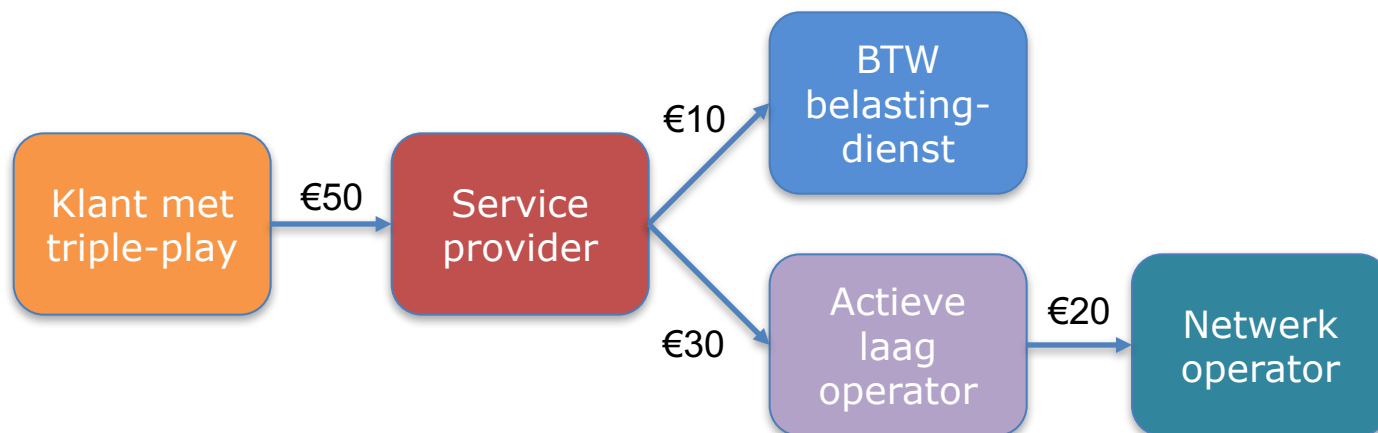 Klant met
triple-play
€50
Service
provider
€10
BTW
belasting-
dienst
€30
Actieve
laag
operator
€20
Netwerk
operator